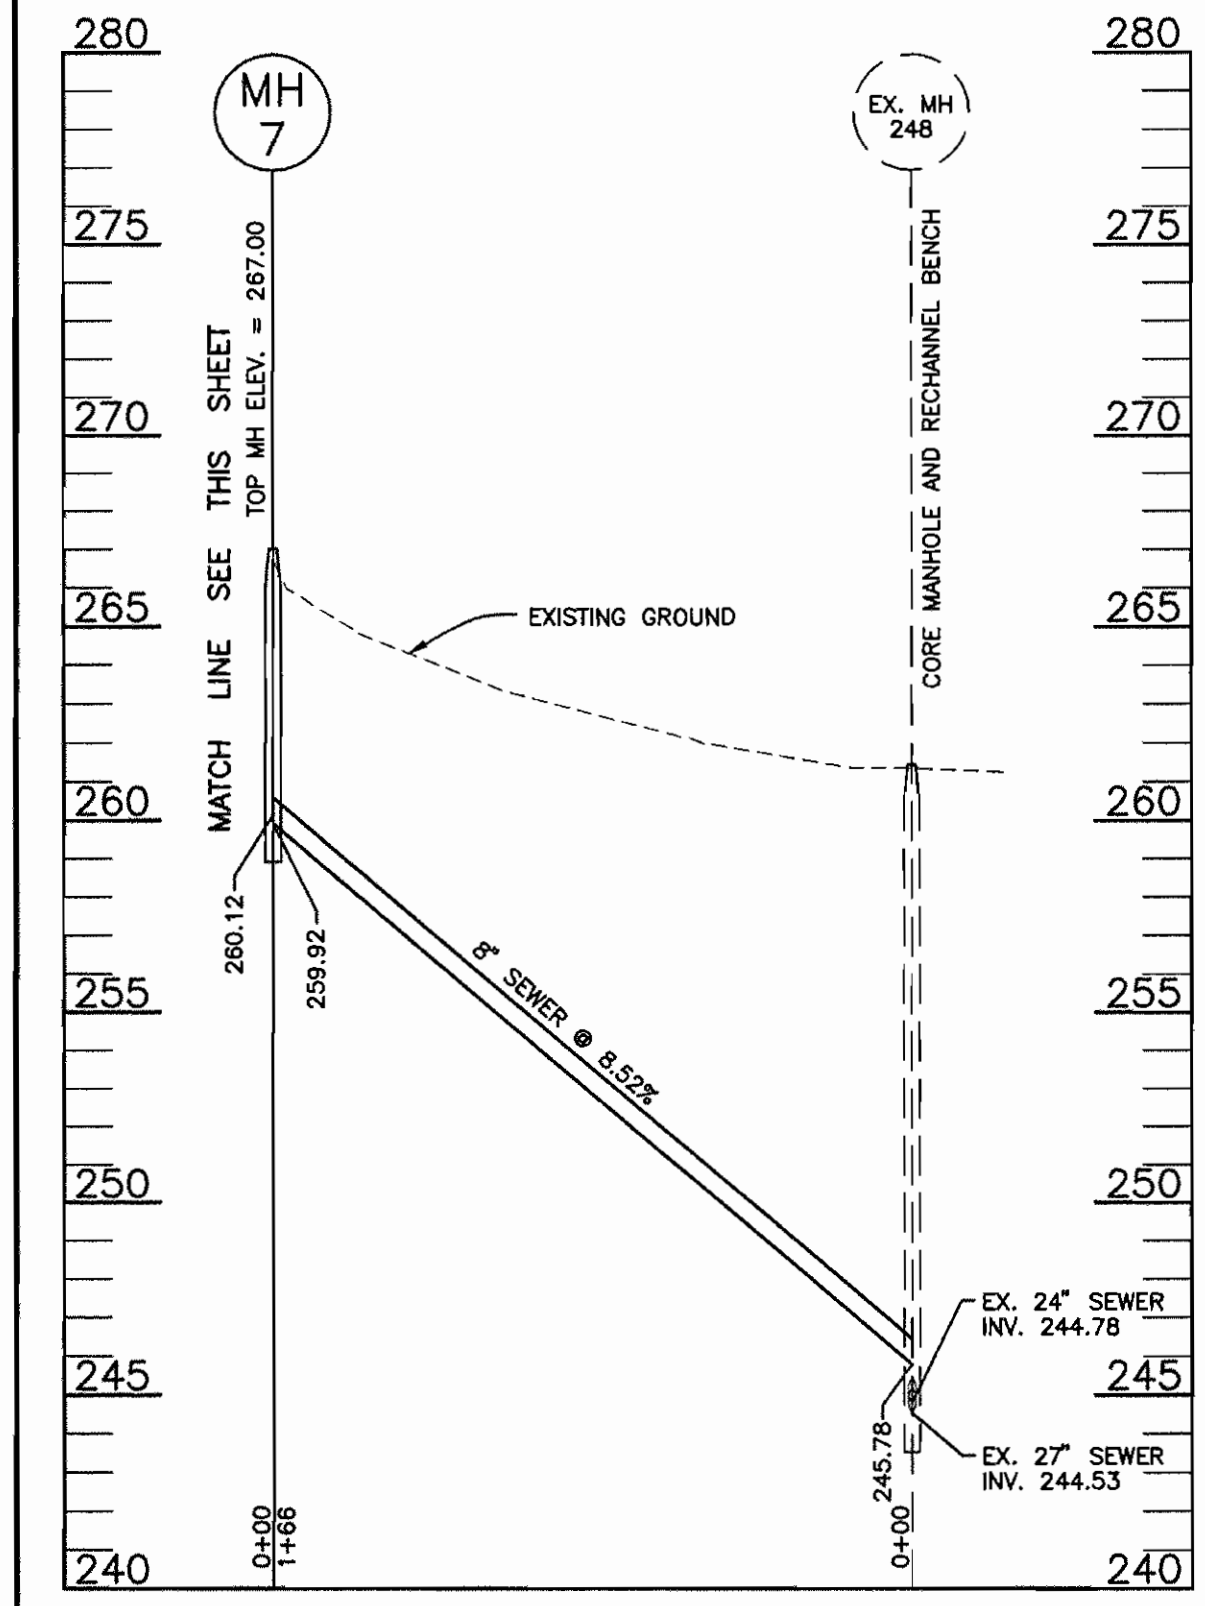 280
280
MH
7
EX. MH
248
275
275
MATCH LINE SEE THIS SHEET
TOP MH ELEV. = 267.00
CORE MANHOLE AND RECHANNEL BENCH
270
270
265
265
EXISTING GROUND
260
260
260.12
259.92
8" SEWER @ 8.52%
255
255
250
250
EX. 24" SEWER
INV. 244.78
245
245
245.78
EX. 27" SEWER
INV. 244.53
0+00
1+66
0+00
240
240